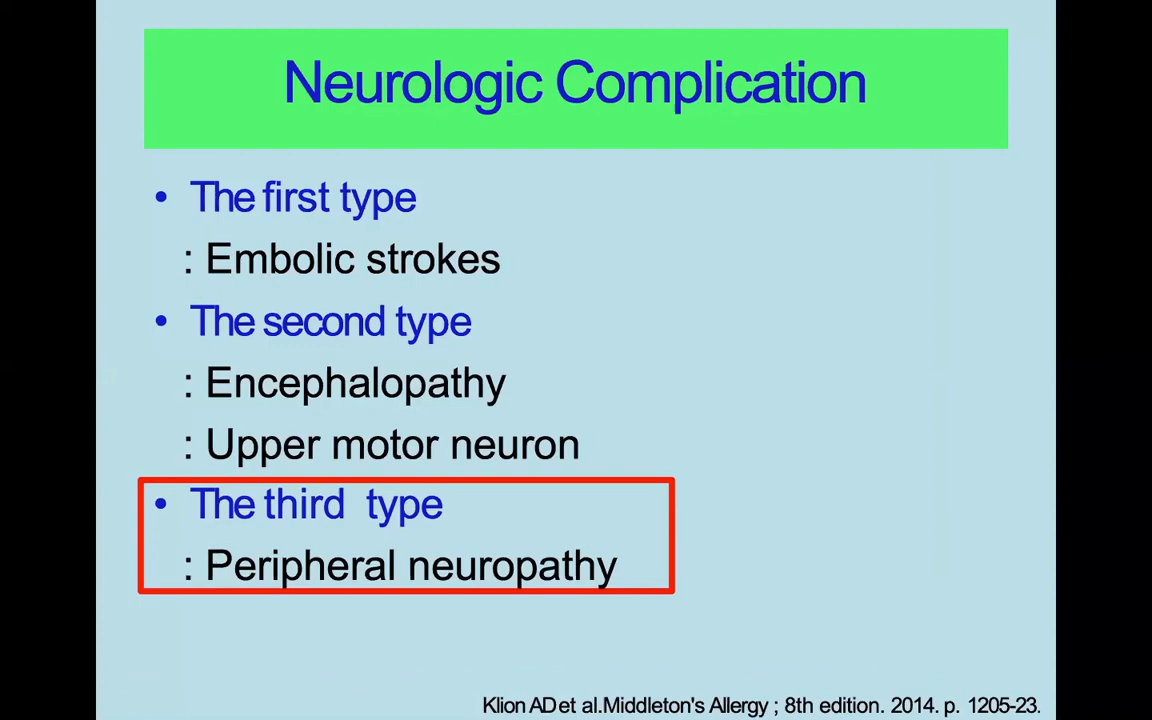 Neurologic Complication
• The first type
: Embolic strokes
• The second type
: Encephalopathy
: Upper motor neuron
• The third type
: Peripheral neuropathy
Klion AD et al.Middleton's Allergy ; 8th edition. 2014. p. 1205-23.